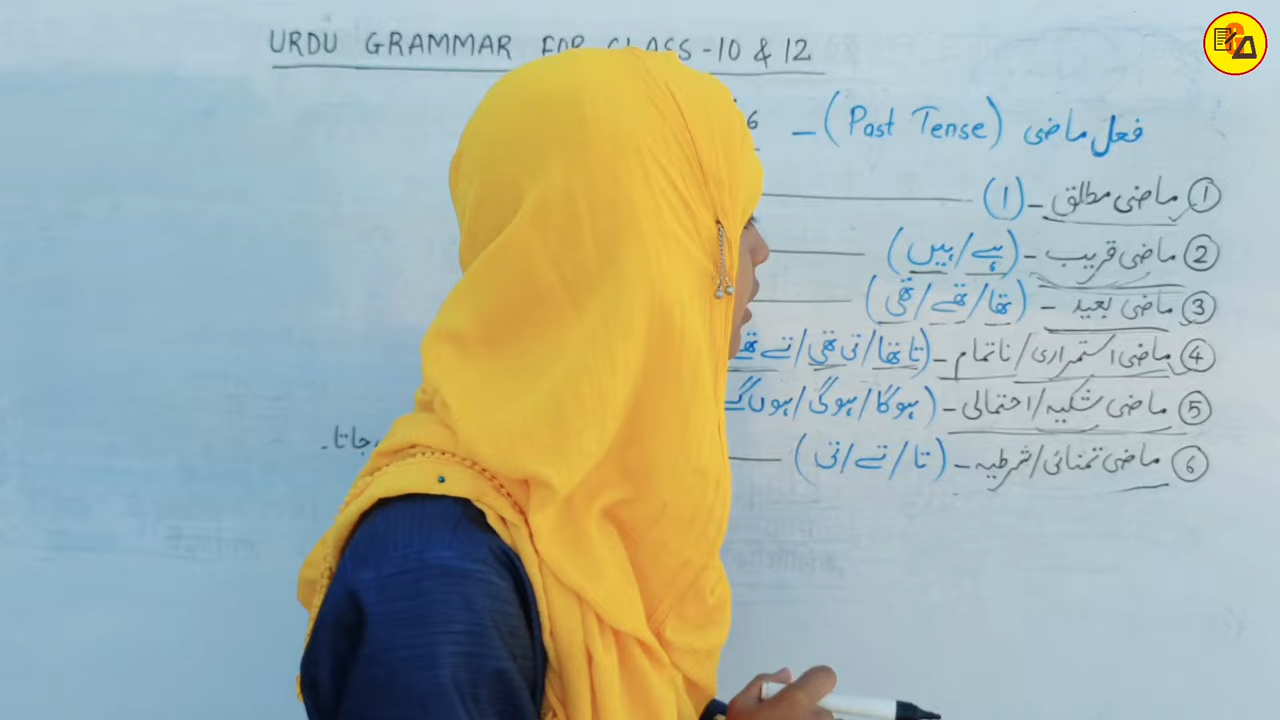 URDU GRAMMAR FOR CLASS-10 & 12
فعل ماضی (Past Tense) – 6
① ماضی مطلق – (ا)
② ماضی قریب – (ہے/ہیں)
③ ماضی بعید – (تھا/تھے/تھی)
④ ماضی استمراری/ناتمام – (تا تھا/تی تھی/تے تھے
⑤ ماضی شکیہ/احتمالی – (ہوگا/ہوگی/ہوں گے
⑥ ماضی تمنائی/شرطیہ – (تا/تے/تی)
جاتا۔